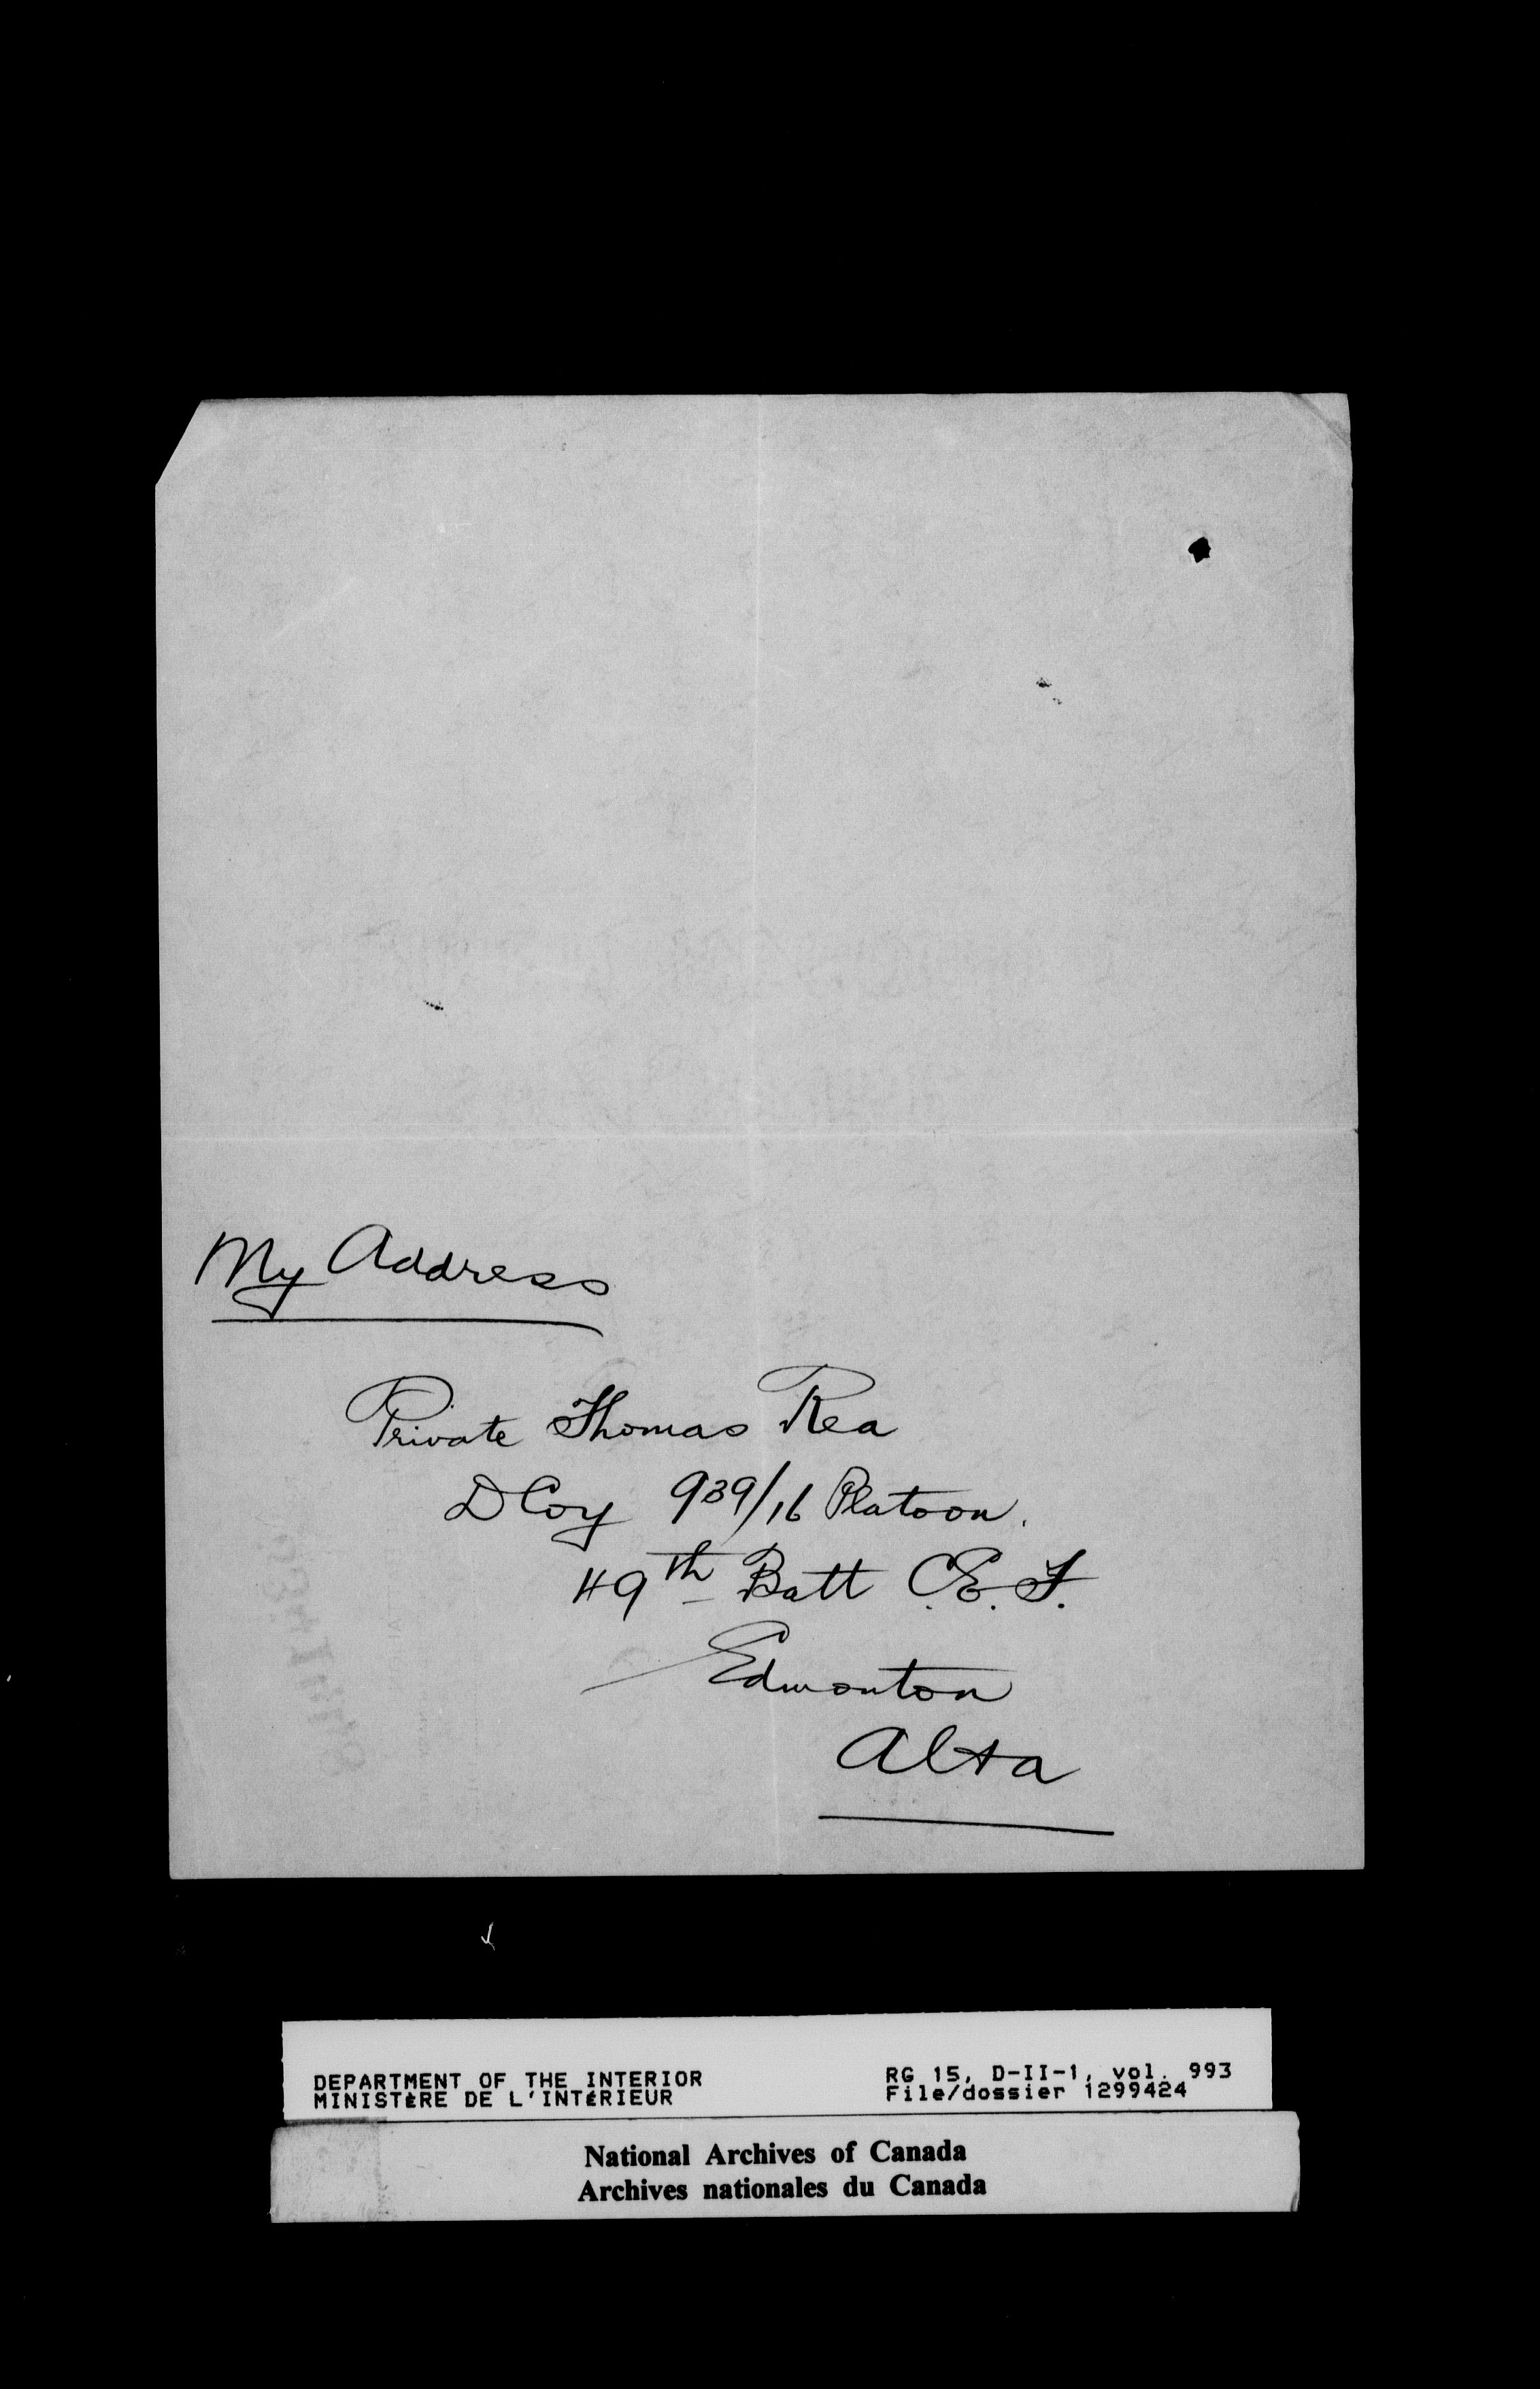 My Address
Private Thomas Rea
D Coy 939/16 Platoon.
49th Batt C.E.F.
Edmonton
Alta
DEPARTMENT OF THE INTERIOR
MINISTÈRE DE L'INTÉRIEUR
RG 15, D-II-1, vol. 993
File/dossier 1299424
National Archives of Canada
Archives nationales du Canada